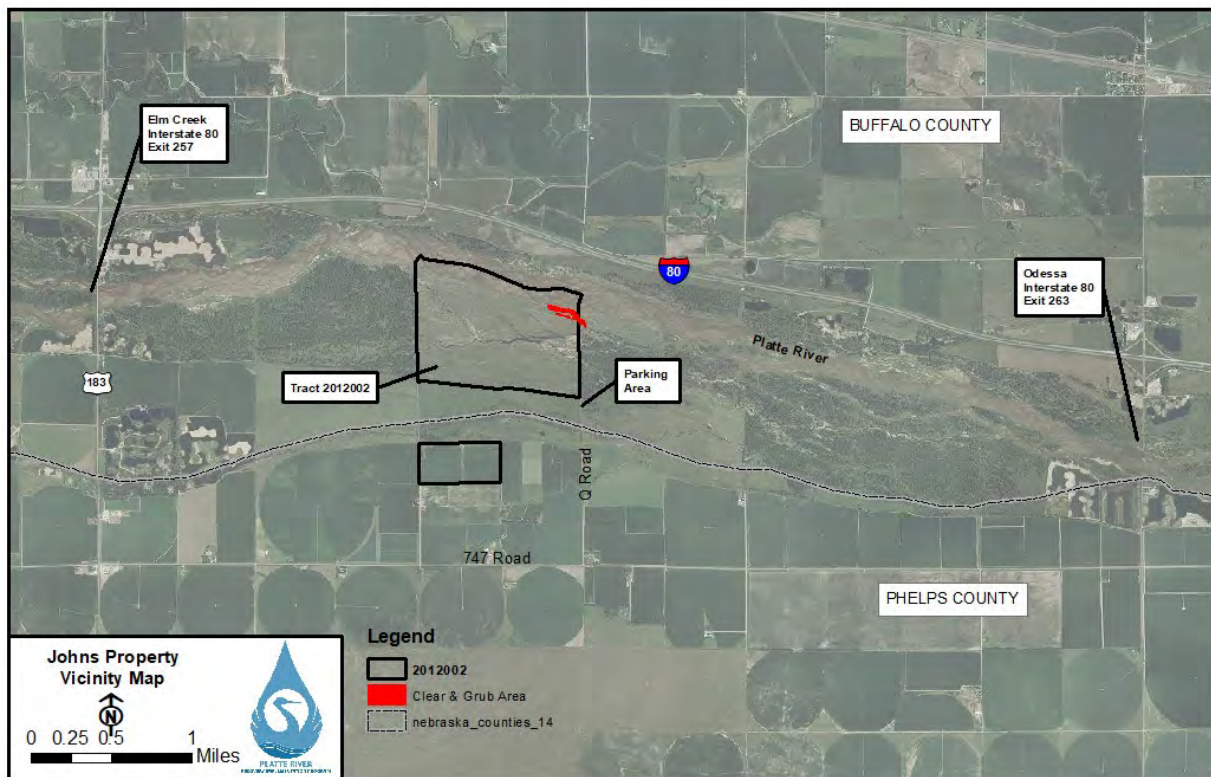 Elm Creek
Interstate 80
Exit 257
BUFFALO COUNTY
80
Odessa
Interstate 80
Exit 263
Platte River
183
Tract 2012002
Parking
Area
Q Road
747 Road
PHELPS COUNTY
Johns Property
Vicinity Map
N
0 0.25 0.5 1
Miles
PLATTE RIVER
Legend
2012002
Clear & Grub Area
nebraska_counties_14